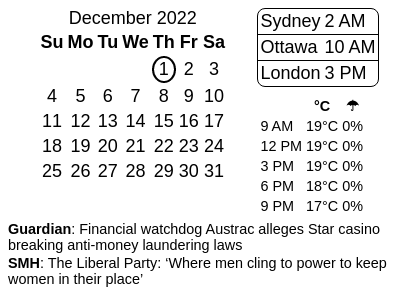 December 2022
Su Mo Tu We Th Fr Sa
1 2 3
4 5 6 7 8 9 10
11 12 13 14 15 16 17
18 19 20 21 22 23 24
25 26 27 28 29 30 31
Sydney 2 AM
Ottawa 10 AM
London 3 PM
°C ☂
9 AM 19°C 0%
12 PM 19°C 0%
3 PM 19°C 0%
6 PM 18°C 0%
9 PM 17°C 0%
Guardian: Financial watchdog Austrac alleges Star casino
breaking anti-money laundering laws
SMH: The Liberal Party: ‘Where men cling to power to keep
women in their place’